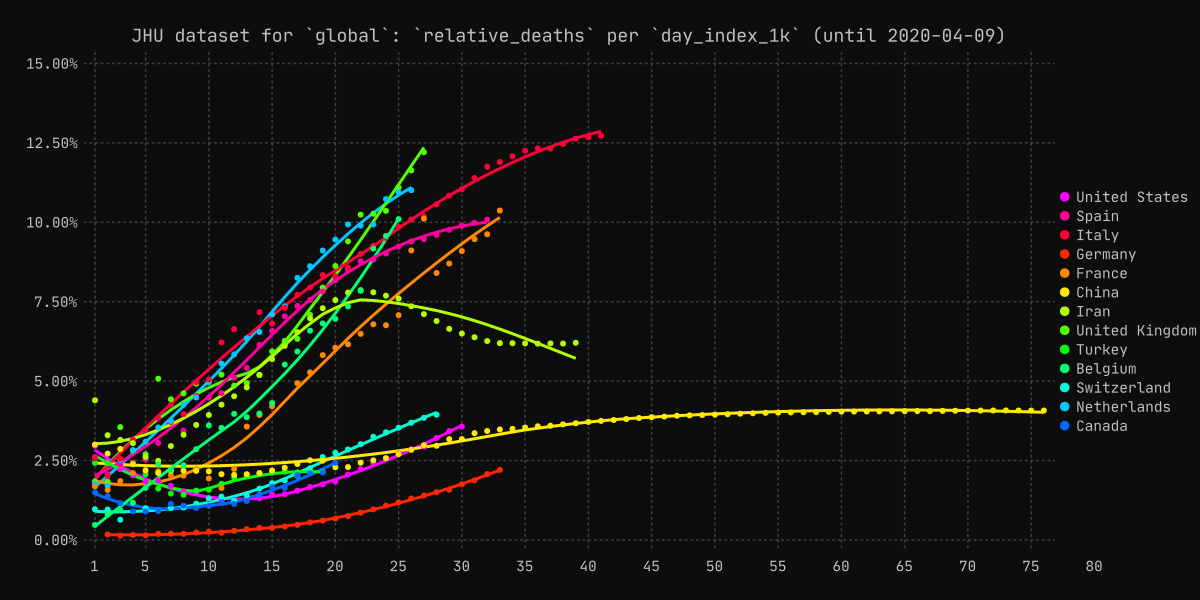 JHU dataset for `global`: `relative_deaths` per `day_index_1k` (until 2020-04-09)
15.00%
12.50%
10.00%
7.50%
5.00%
2.50%
0.00%
1 5 10 15 20 25 30 35 40 45 50 55 60 65 70 75 80
United States
Spain
Italy
Germany
France
China
Iran
United Kingdom
Turkey
Belgium
Switzerland
Netherlands
Canada